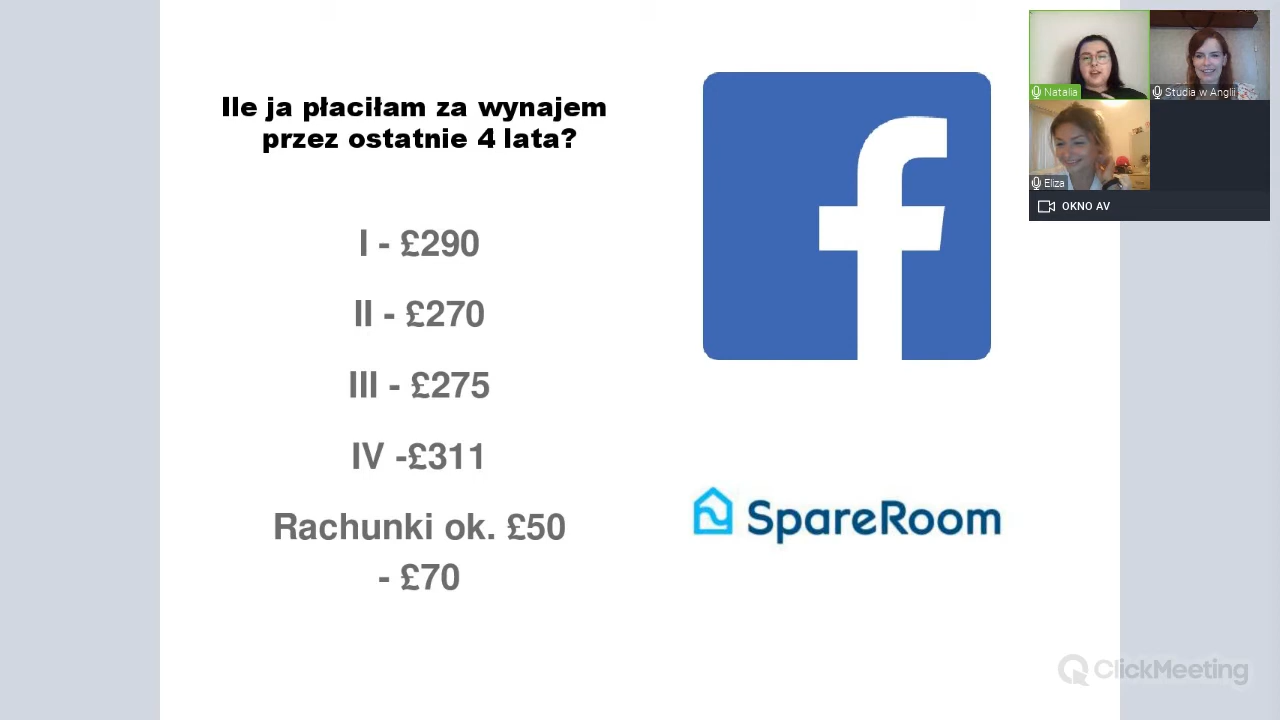 Ile ja płaciłam za wynajem
przez ostatnie 4 lata?
I - £290
II - £270
III - £275
IV -£311
Rachunki ok. £50
- £70
f
SpareRoom
Natalia
Studia w Anglii
Eliza
OKNO AV
ClickMeeting